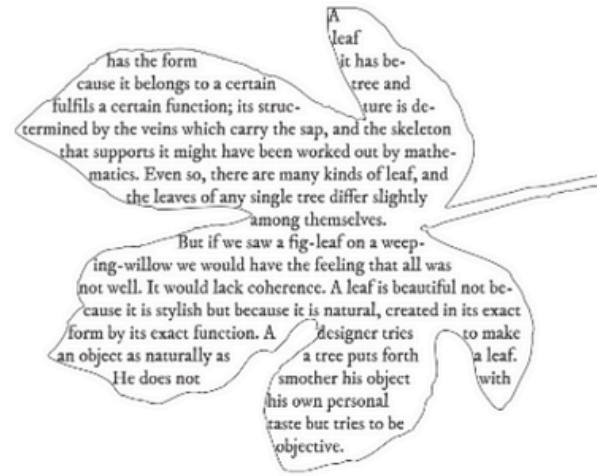 A
leaf
has the form it has be-
cause it belongs to a certain tree and
fulfils a certain function; its struc- ture is de-
termined by the veins which carry the sap, and the skeleton
that supports it might have been worked out by mathe-
matics. Even so, there are many kinds of leaf, and
the leaves of any single tree differ slightly
among themselves.
But if we saw a fig-leaf on a weep-
ing-willow we would have the feeling that all was
not well. It would lack coherence. A leaf is beautiful not be-
cause it is stylish but because it is natural, created in its exact
form by its exact function. A designer tries to make
an object as naturally as a tree puts forth a leaf.
He does not smother his object with
his own personal
taste but tries to be
objective.